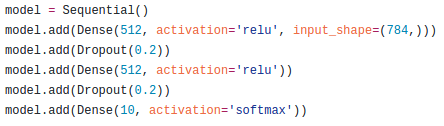 model = Sequential()
model.add(Dense(512, activation='relu', input_shape=(784,)))
model.add(Dropout(0.2))
model.add(Dense(512, activation='relu'))
model.add(Dropout(0.2))
model.add(Dense(10, activation='softmax'))